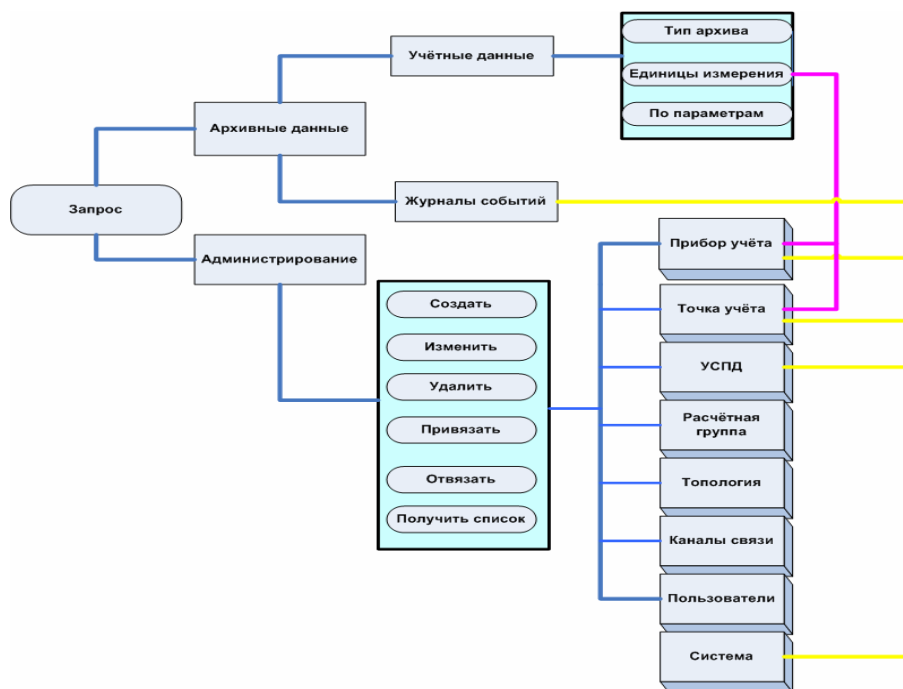 Тип архива
Учётные данные
Единицы измерения
По параметрам
Архивные данные
Журналы событий
Запрос
Администрирование
Прибор учёта
Создать
Точка учёта
Изменить
УСПД
Удалить
Привязать
Расчётная
группа
Отвязать
Топология
Получить список
Каналы связи
Пользователи
Система